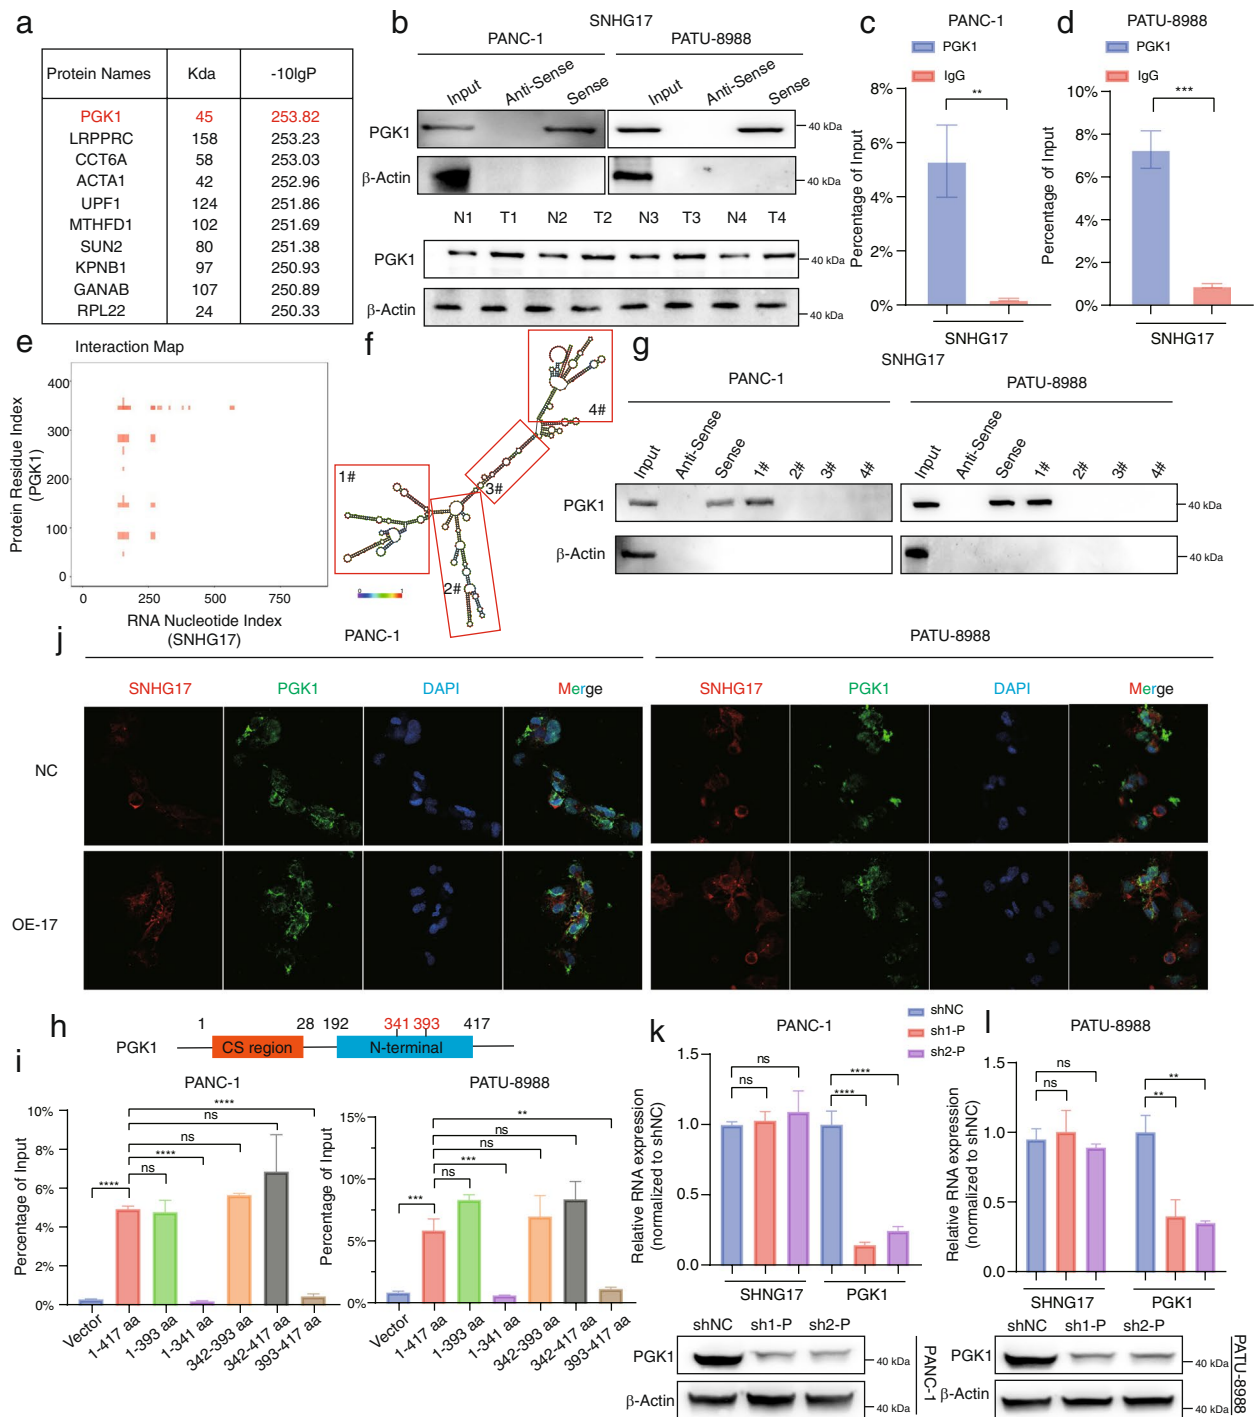 a
Protein Names Kda -10lgP
PGK1 45 253.82
LRPPRC 158 253.23
CCT6A 58 253.03
ACTA1 42 252.96
UPF1 124 251.86
MTHFD1 102 251.69
SUN2 80 251.38
KPNB1 97 250.93
GANAB 107 250.89
RPL22 24 250.33
b
SNHG17
PANC-1 PATU-8988
Input Anti-Sense Sense Input Anti-Sense Sense
PGK1 40 kDa
β-Actin 40 kDa
N1 T1 N2 T2 N3 T3 N4 T4
PGK1 40 kDa
β-Actin 40 kDa
c
PANC-1
PGK1
IgG
8%
6%
4%
2%
0%
**
Percentage of Input
SNHG17
d
PATU-8988
PGK1
IgG
10%
8%
6%
4%
2%
0%
***
Percentage of Input
SNHG17
e
Interaction Map
400
300
200
100
0
Protein Residue Index
(PGK1)
0 250 500 750
RNA Nucleotide Index
(SNHG17)
f
1#
2#
3#
4#
0 1
g
SNHG17
PANC-1 PATU-8988
Input Anti-Sense Sense 1# 2# 3# 4# Input Anti-Sense Sense 1# 2# 3# 4#
PGK1 40 kDa
β-Actin 40 kDa
j
PANC-1 PATU-8988
SNHG17 PGK1 DAPI Merge SNHG17 PGK1 DAPI Merge
NC
OE-17
h
1 28 192 341 393 417
PGK1 CS region N-terminal
i
PANC-1
10%
8%
6%
4%
2%
0%
Percentage of Input
****
ns
ns
****
ns
****
Vector 1-417 aa 1-393 aa 1-341 aa 342-393 aa 342-417 aa 393-417 aa
PATU-8988
15%
10%
5%
0%
Percentage of Input
**
ns
ns
***
ns
***
Vector 1-417 aa 1-393 aa 1-341 aa 342-393 aa 342-417 aa 393-417 aa
k
PANC-1
shNC
sh1-P
sh2-P
1.5
1.0
0.5
0.0
Relative RNA expression
(normalized to shNC)
ns
ns
****
****
SHNG17 PGK1
shNC sh1-P sh2-P
PGK1 40 kDa
β-Actin 40 kDa
PANC-1
l
PATU-8988
1.5
1.0
0.5
0.0
Relative RNA expression
(normalized to shNC)
ns
ns
**
**
SHNG17 PGK1
shNC sh1-P sh2-P
PGK1 40 kDa
β-Actin 40 kDa
PATU-8988